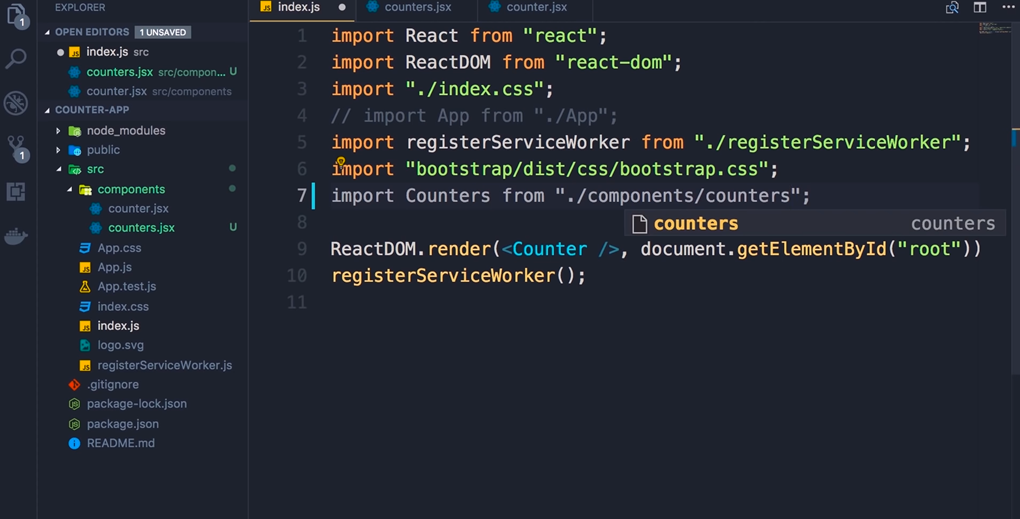 EXPLORER
OPEN EDITORS 1 UNSAVED
index.js src
counters.jsx src/compon... U
counter.jsx src/components
COUNTER-APP
node_modules
public
src
components
counter.jsx
counters.jsx U
App.css
App.js
App.test.js
index.css
index.js
logo.svg
registerServiceWorker.js
.gitignore
package-lock.json
package.json
README.md
1
1
index.js
counters.jsx
counter.jsx
1 import React from "react";
2 import ReactDOM from "react-dom";
3 import "./index.css";
4 // import App from "./App";
5 import registerServiceWorker from "./registerServiceWorker";
6 import "bootstrap/dist/css/bootstrap.css";
7 import Counters from "./components/counters";
counters counters
8
9 ReactDOM.render(<Counter />, document.getElementById("root"))
10 registerServiceWorker();
11